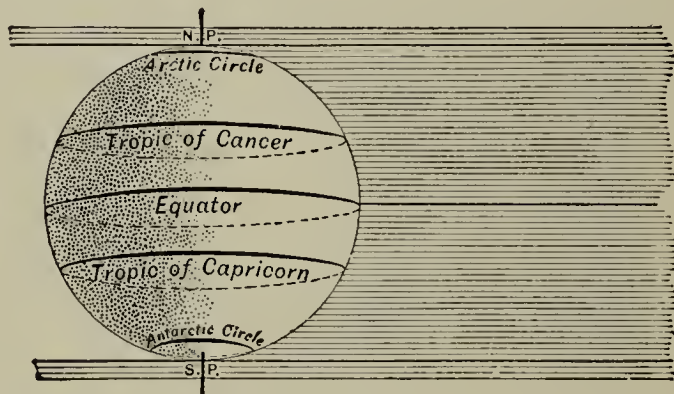 N. P.
Arctic Circle
Tropic of Cancer
Equator
Tropic of Capricorn
Antarctic Circle
S. P.